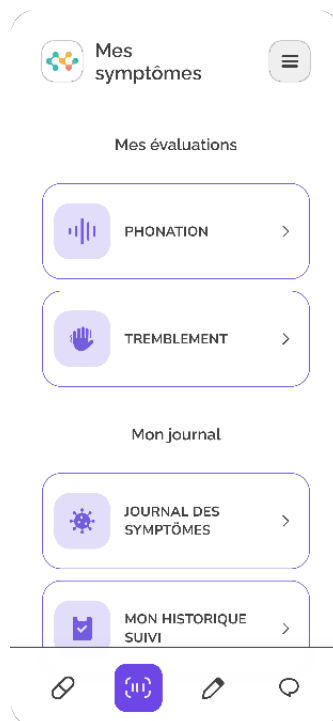 Mes
symptômes
Mes évaluations
PHONATION
TREMBLEMENT
Mon journal
JOURNAL DES
SYMPTÔMES
MON HISTORIQUE
SUIVI